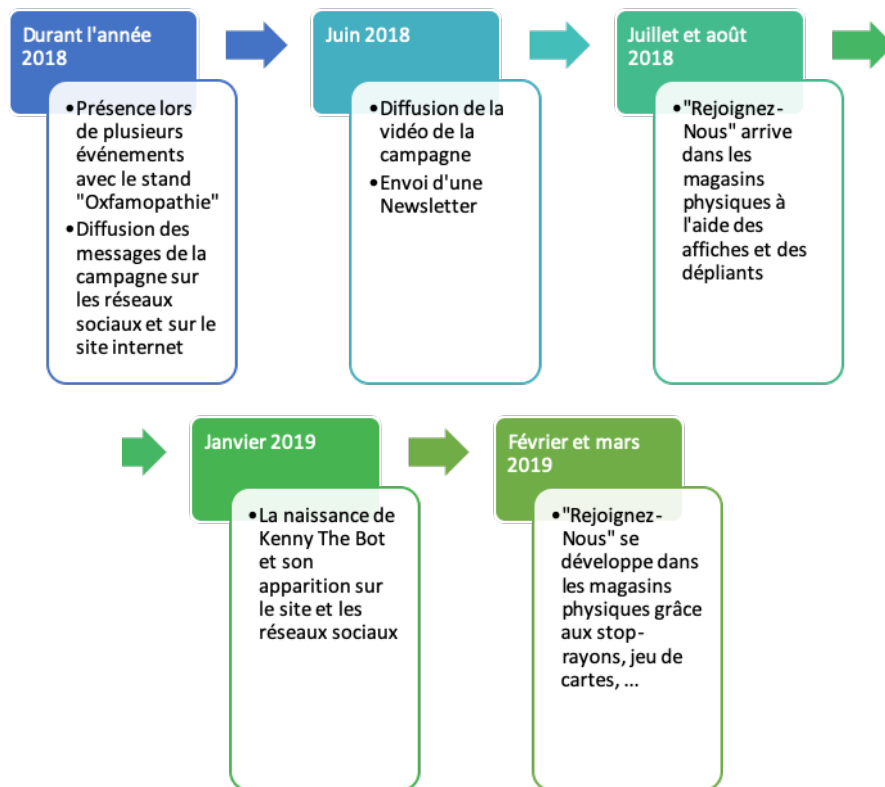 Durant l'année
2018
•Présence lors
de plusieurs
événements
avec le stand
"Oxfamopathie"
•Diffusion des
messages de la
campagne sur
les réseaux
sociaux et sur le
site internet
Juin 2018
•Diffusion de la
vidéo de la
campagne
•Envoi d'une
Newsletter
Juillet et août
2018
•"Rejoignez-
Nous" arrive
dans les
magasins
physiques à
l'aide des
affiches et des
dépliants
Janvier 2019
•La naissance de
Kenny The Bot
et son
apparition sur
le site et les
réseaux sociaux
Février et mars
2019
•"Rejoignez-
Nous" se
développe dans
les magasins
physiques grâce
aux stop-
rayons, jeu de
cartes, ...